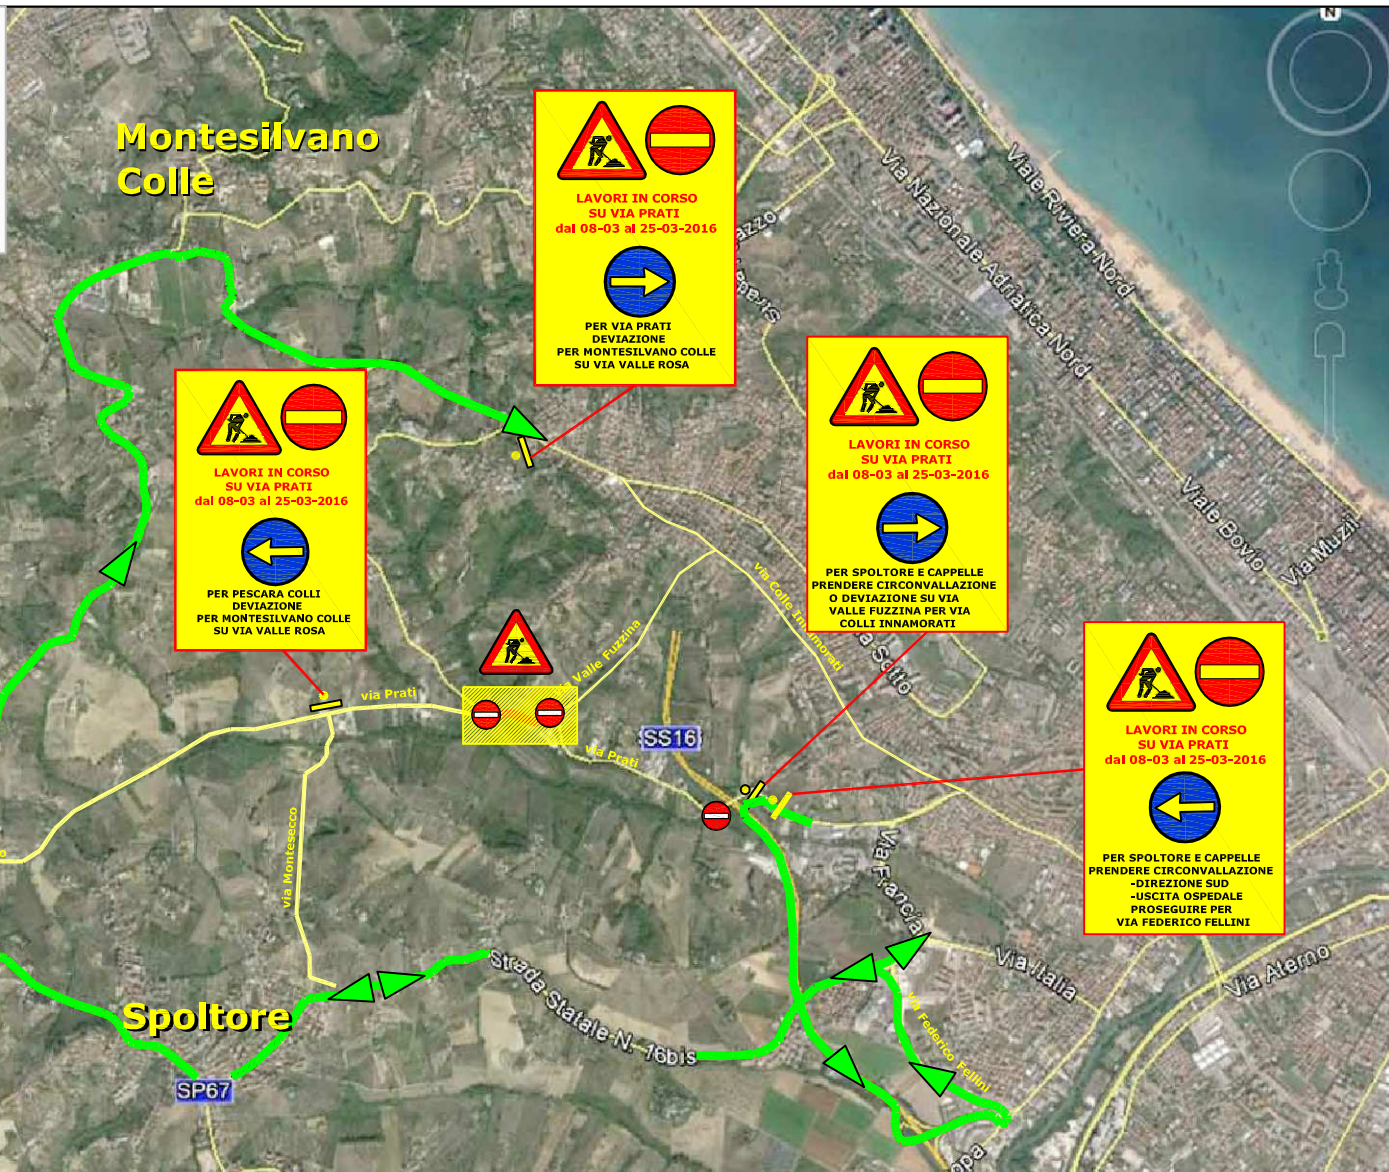 N
Montesilvano
Colle
LAVORI IN CORSO
SU VIA PRATI
dal 08-03 al 25-03-2016
PER VIA PRATI
DEVIAZIONE
PER MONTESILVANO COLLE
SU VIA VALLE ROSA
Via Nazionale Adriatica Nord
Viale Riviera Nord
LAVORI IN CORSO
SU VIA PRATI
dal 08-03 al 25-03-2016
PER PESCARA COLLI
DEVIAZIONE
PER MONTESILVANO COLLE
SU VIA VALLE ROSA
LAVORI IN CORSO
SU VIA PRATI
dal 08-03 al 25-03-2016
PER SPOLTORE E CAPPELLE
PRENDERE CIRCONVALLAZIONE
O DEVIAZIONE SU VIA
VALLE FUZZINA PER VIA
COLLI INNAMORATI
Viale Bovio
Via Muzii
via Colle Innamorati
Valle Fuzzina
via Prati
via Prati
SS16
LAVORI IN CORSO
SU VIA PRATI
dal 08-03 al 25-03-2016
PER SPOLTORE E CAPPELLE
PRENDERE CIRCONVALLAZIONE
-DIREZIONE SUD
-USCITA OSPEDALE
PROSEGUIRE PER
VIA FEDERICO FELLINI
via Montesecco
Via Francia
Via Italia
Via Aterno
Strada Statale N. 16bis
via Federico Fellini
Spoltore
SP67